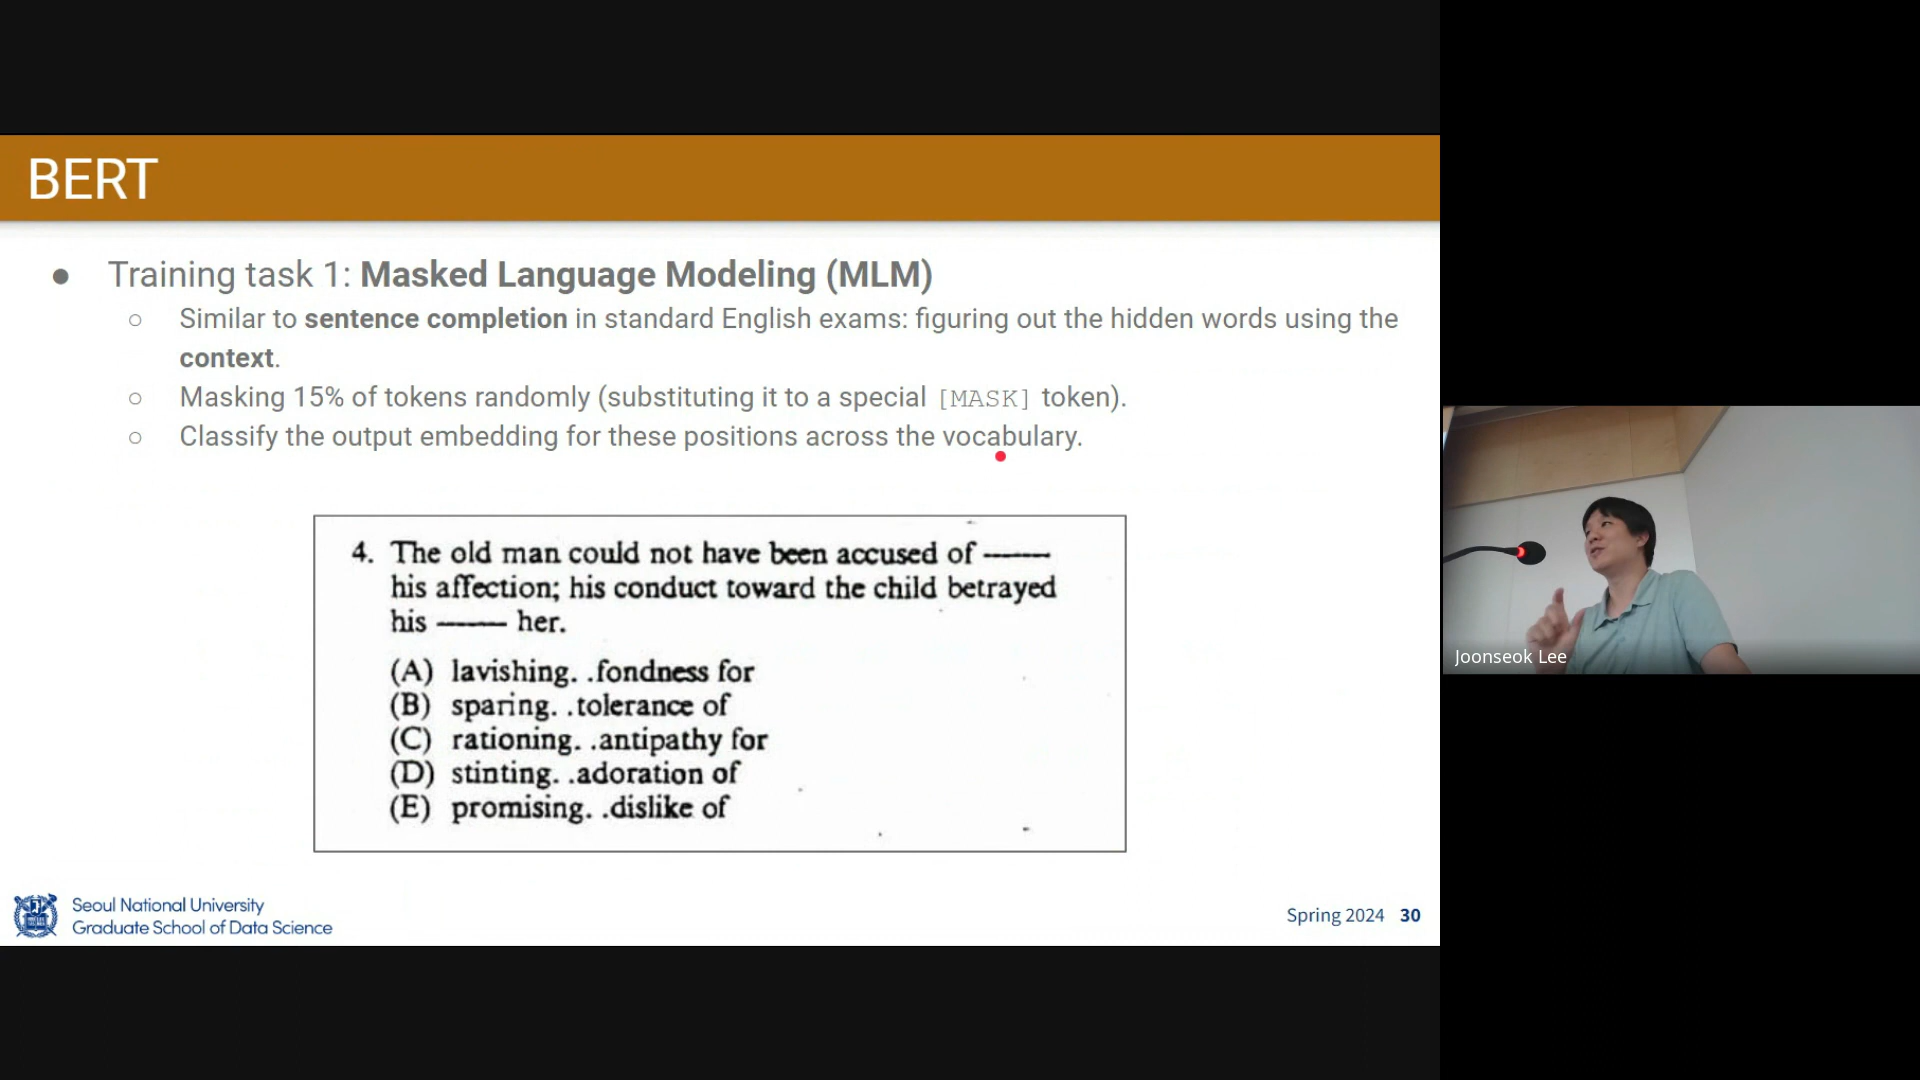 BERT
● Training task 1: Masked Language Modeling (MLM)
○ Similar to sentence completion in standard English exams: figuring out the hidden words using the
context.
○ Masking 15% of tokens randomly (substituting it to a special [MASK] token).
○ Classify the output embedding for these positions across the vocabulary.
4. The old man could not have been accused of ——
his affection; his conduct toward the child betrayed
his —— her.
(A) lavishing. .fondness for
(B) sparing. .tolerance of
(C) rationing. .antipathy for
(D) stinting. .adoration of
(E) promising. .dislike of
Seoul National University
Graduate School of Data Science
Spring 2024 30
Joonseok Lee